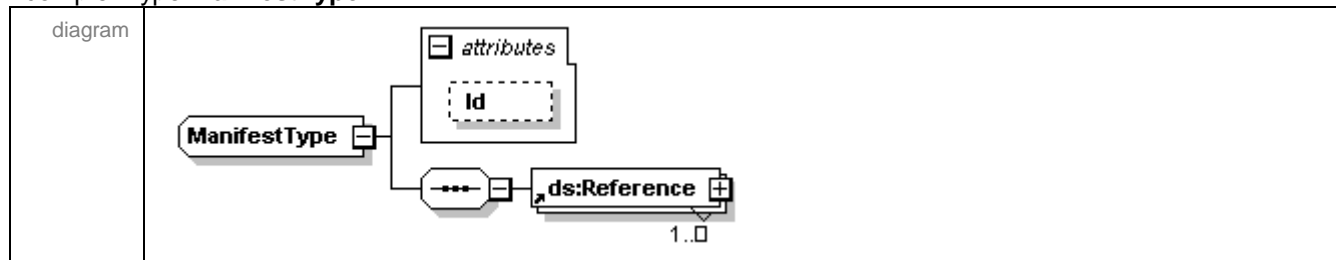 diagram
attributes
Id
ManifestType
ds:Reference
1..